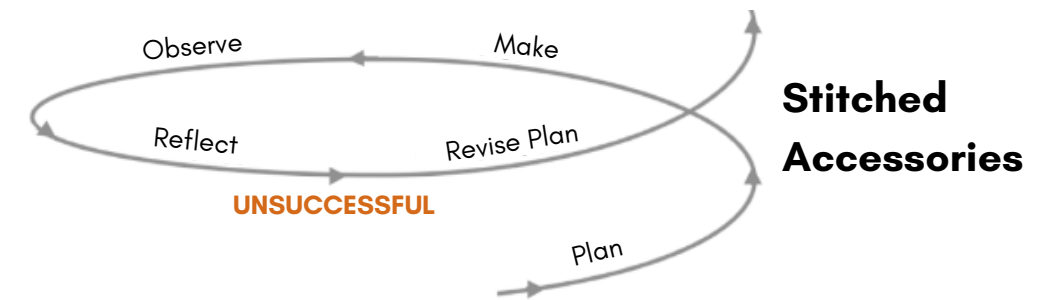 Observe
Make
Stitched
Accessories
Reflect
Revise Plan
UNSUCCESSFUL
Plan